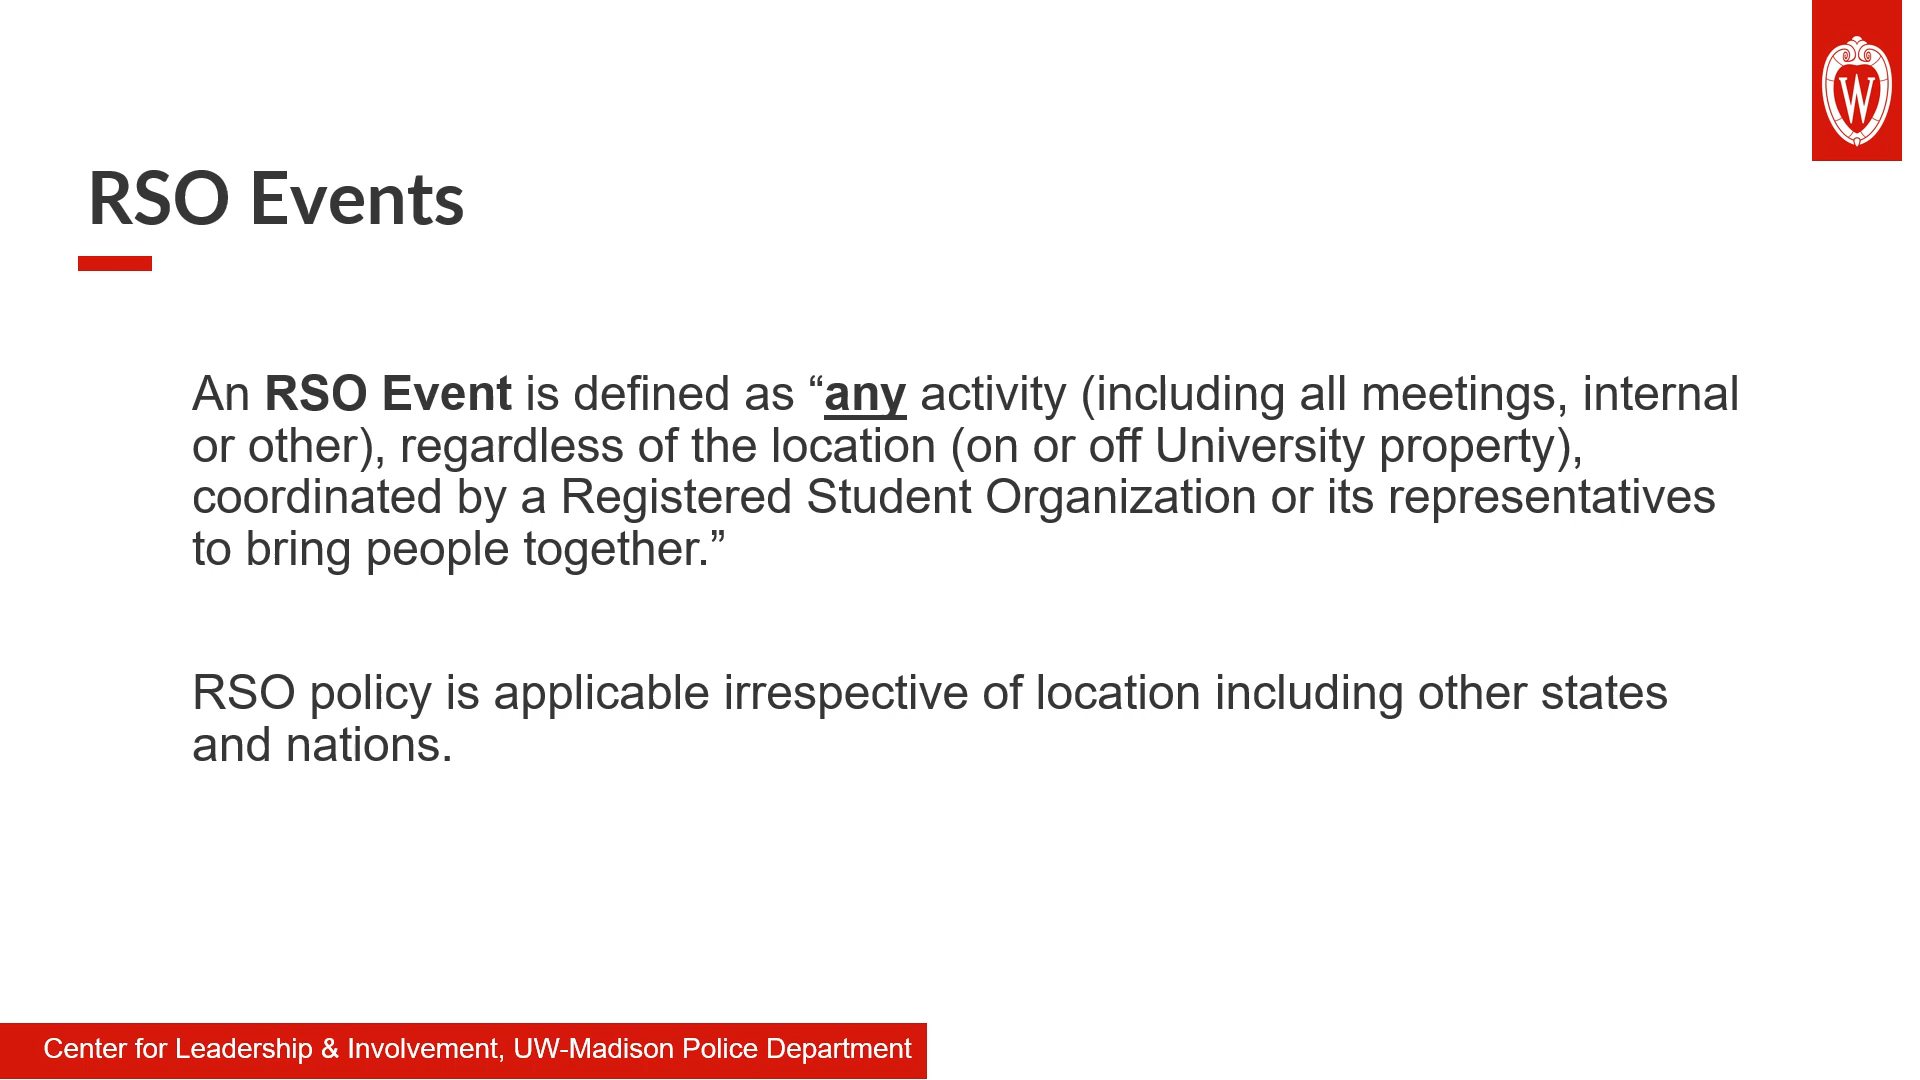 W
RSO Events
An RSO Event is defined as “any activity (including all meetings, internal
or other), regardless of the location (on or off University property),
coordinated by a Registered Student Organization or its representatives
to bring people together.”
RSO policy is applicable irrespective of location including other states
and nations.
Center for Leadership & Involvement, UW-Madison Police Department